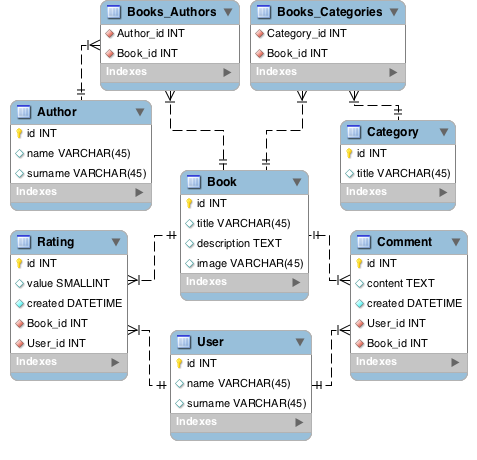 Books_Authors
Author_id INT
Book_id INT
Indexes
Books_Categories
Category_id INT
Book_id INT
Indexes
Author
id INT
name VARCHAR(45)
surname VARCHAR(45)
Indexes
Category
id INT
title VARCHAR(45)
Indexes
Book
id INT
title VARCHAR(45)
description TEXT
image VARCHAR(45)
Indexes
Rating
id INT
value SMALLINT
created DATETIME
Book_id INT
User_id INT
Indexes
Comment
id INT
content TEXT
created DATETIME
User_id INT
Book_id INT
Indexes
User
id INT
name VARCHAR(45)
surname VARCHAR(45)
Indexes